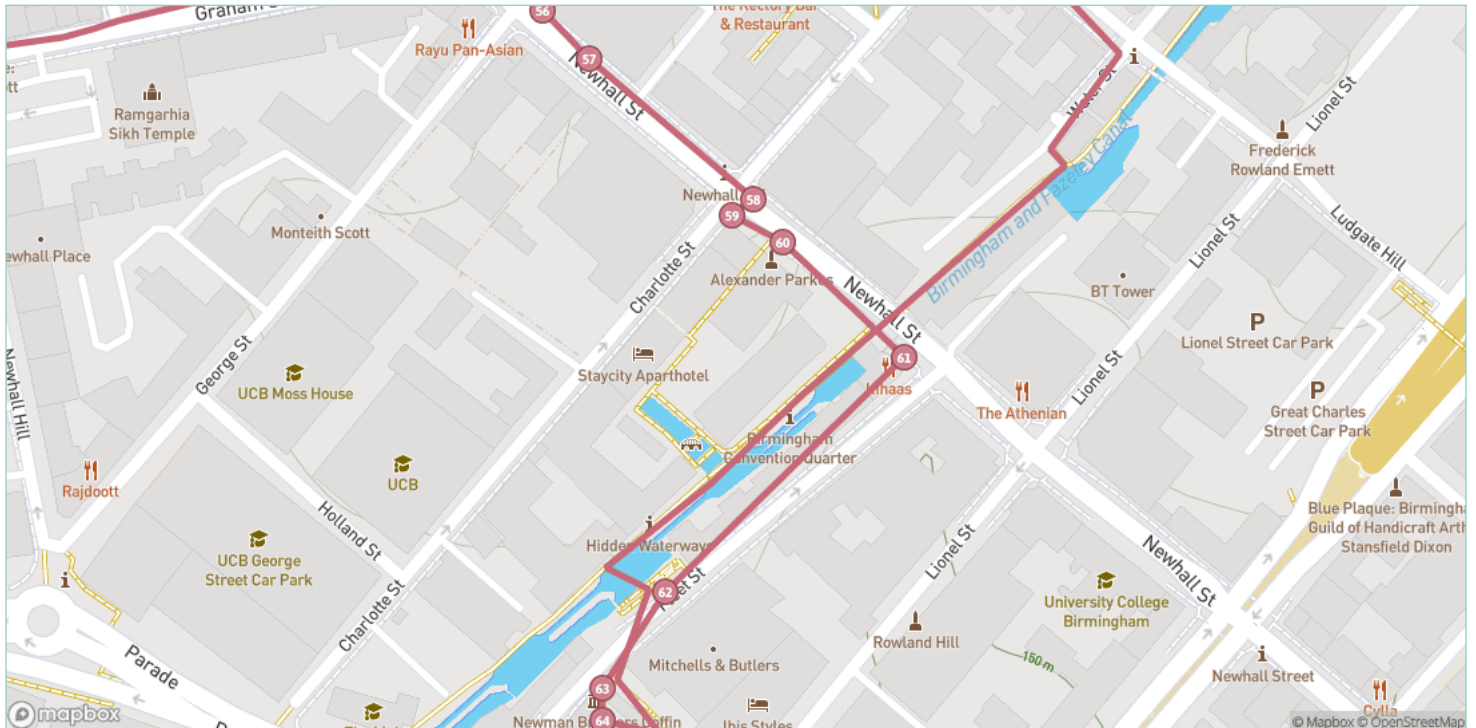 Graham S
56
The Rectory Bar
& Restaurant
Rayu Pan-Asian
57
Newhall St
Ramgarhia
Sikh Temple
Water St
Lionel St
Frederick
Rowland Emett
Birmingham and Fazeley Canal
Newhall
58
59
60
Monteith Scott
ewhall Place
Charlotte St
Alexander Parkes
Newhall St
Lionel St
Ludgate Hill
BT Tower
Lionel Street Car Park
George St
Newhall Hill
UCB Moss House
Staycity Aparthotel
61
The Athenian
Lionel St
Great Charles
Street Car Park
Birmingham
Convention Quarter
Rajdoott
UCB
Holland St
Hidden Waterways
Blue Plaque: Birmingha
Guild of Handicraft Arth
Stansfield Dixon
UCB George
Street Car Park
Lionel St
Newhall St
Charlotte St
62
University College
Birmingham
Rowland Hill
Parade
Mitchells & Butlers
150 m
Newhall Street
63
64
Newman Brothers Coffin
Ibis Styles
Cylla
mapbox
© Mapbox © OpenStreetMap